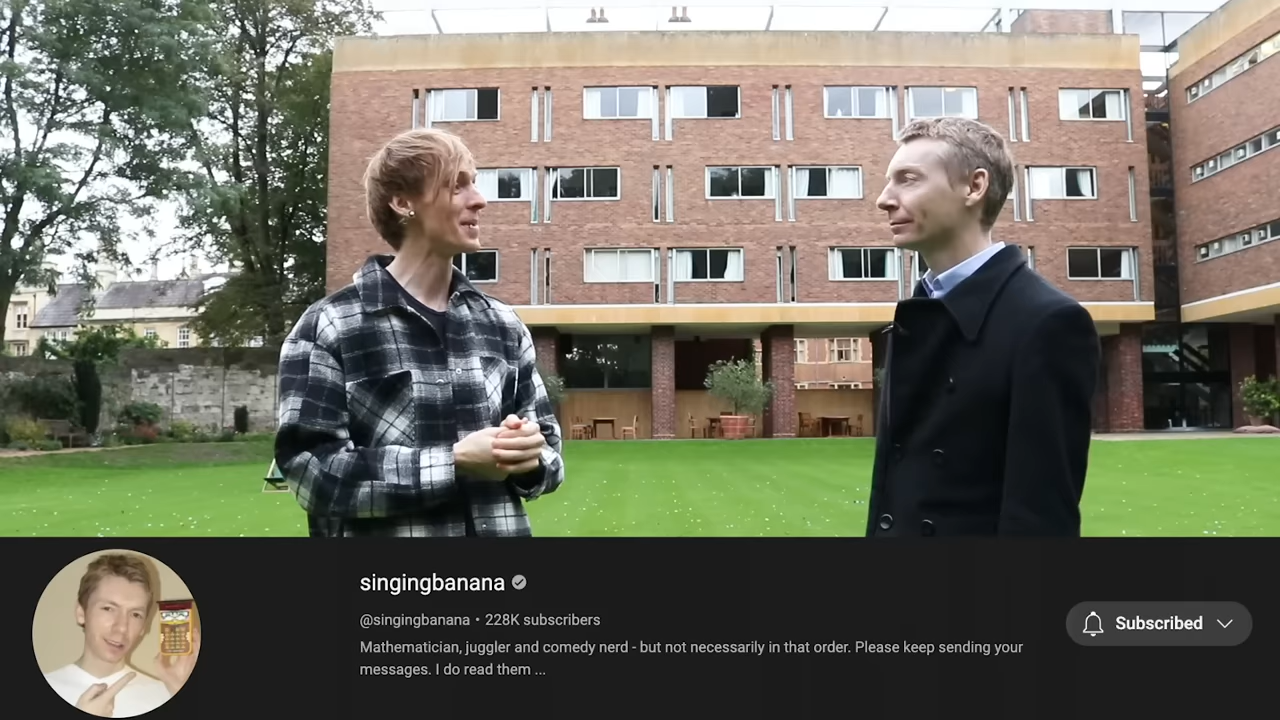 singingbanana
@singingbanana • 228K subscribers
Subscribed
Mathematician, juggler and comedy nerd - but not necessarily in that order. Please keep sending your
messages. I do read them ...